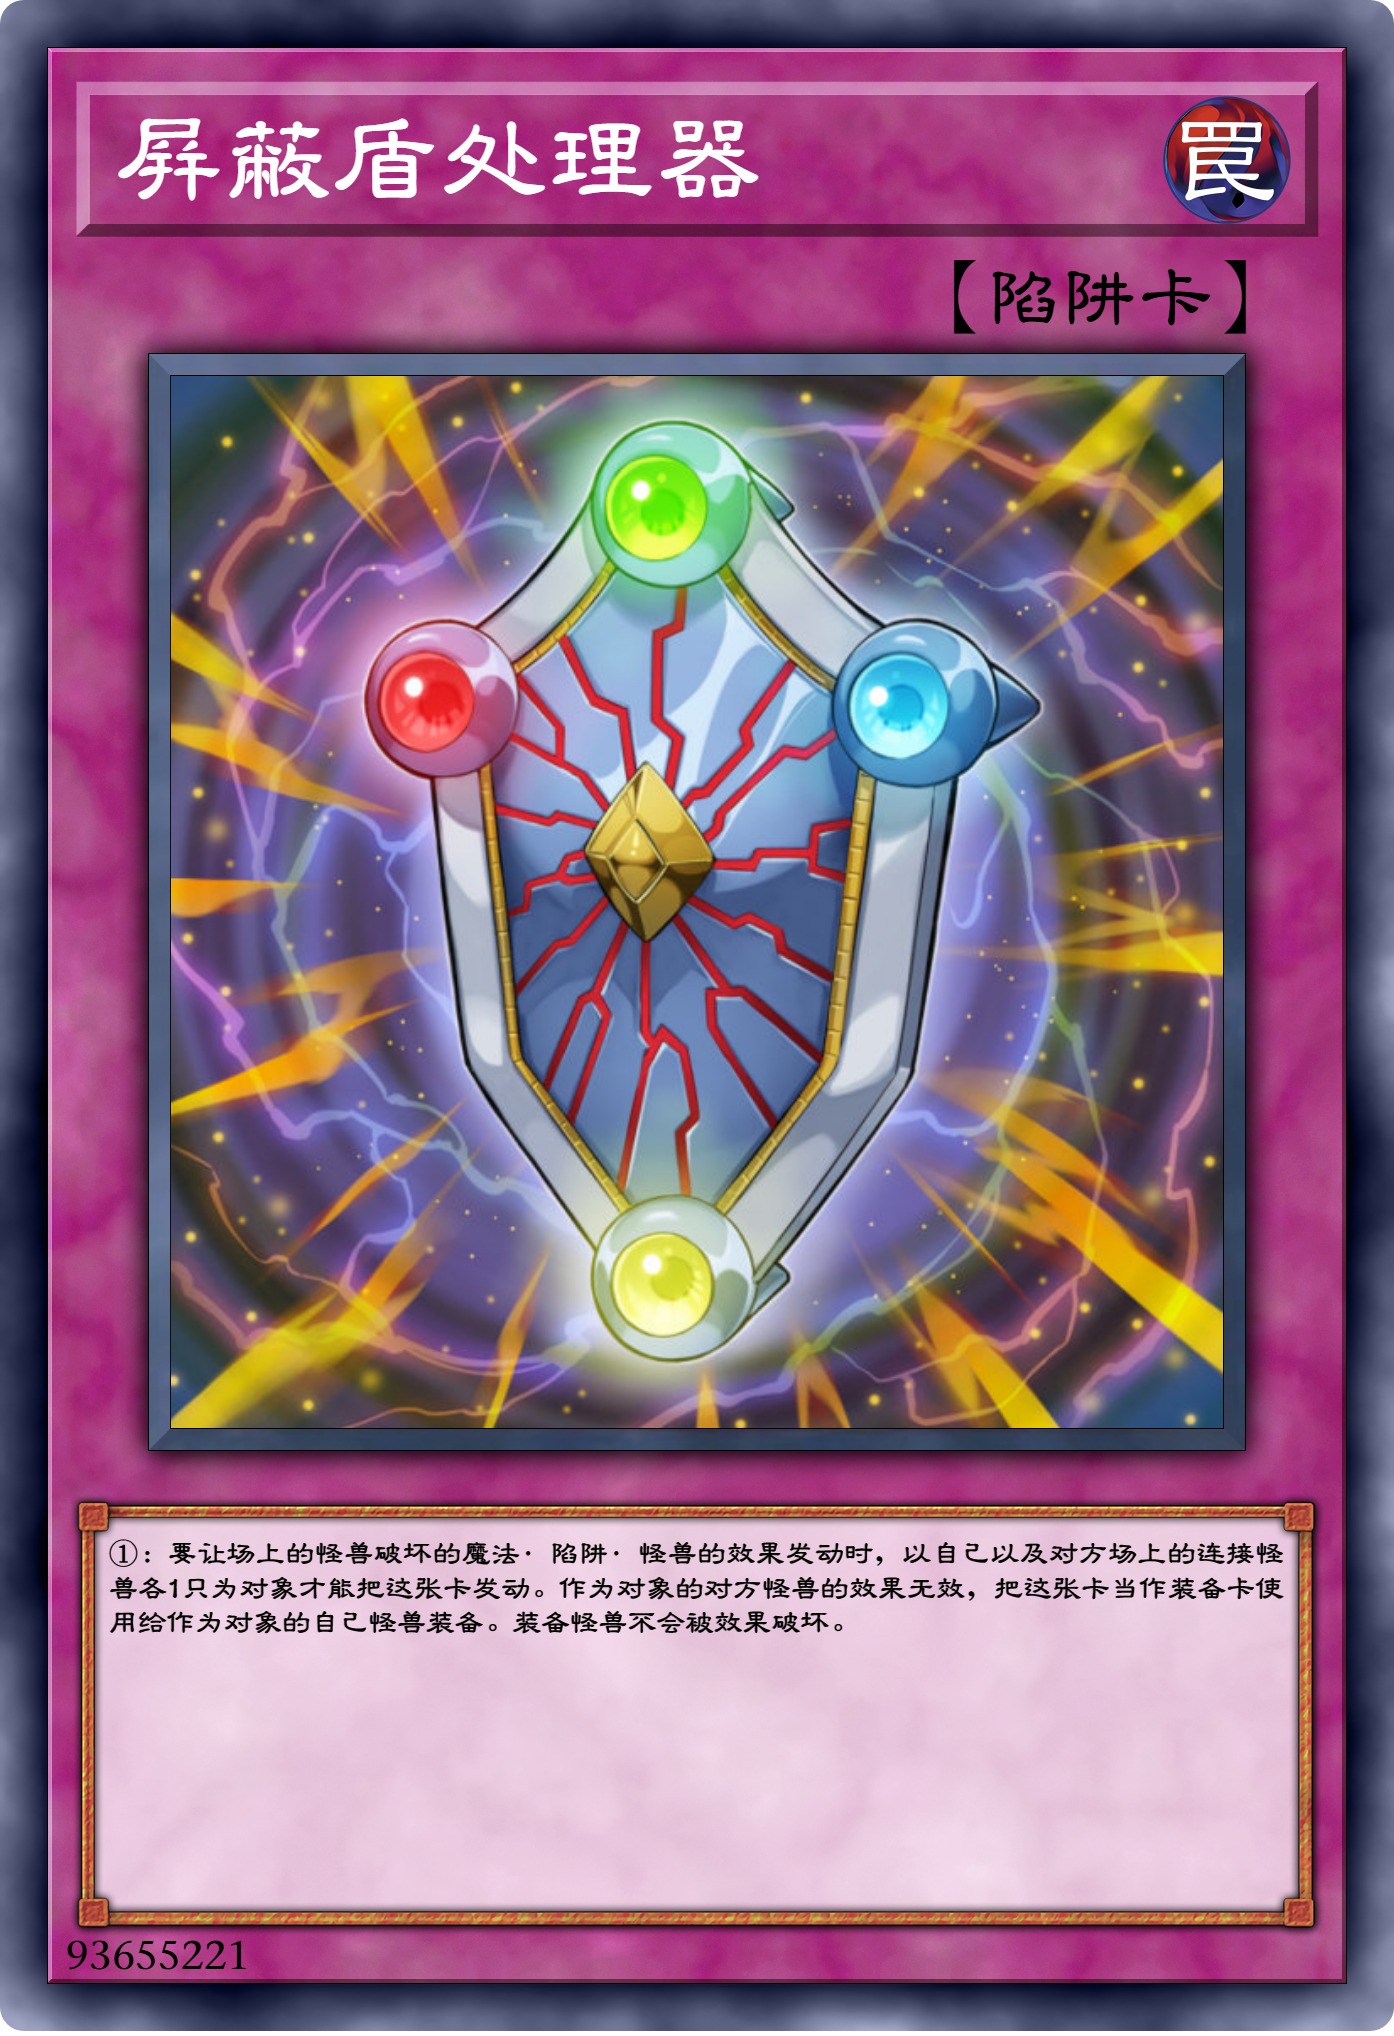 屏蔽盾处理器
罠
【陷阱卡】
①：要让场上的怪兽破坏的魔法·陷阱·怪兽的效果发动时，以自己以及对方场上的连接怪
兽各1只为对象才能把这张卡发动。作为对象的对方怪兽的效果无效，把这张卡当作装备卡使
用给作为对象的自己怪兽装备。装备怪兽不会被效果破坏。
93655221